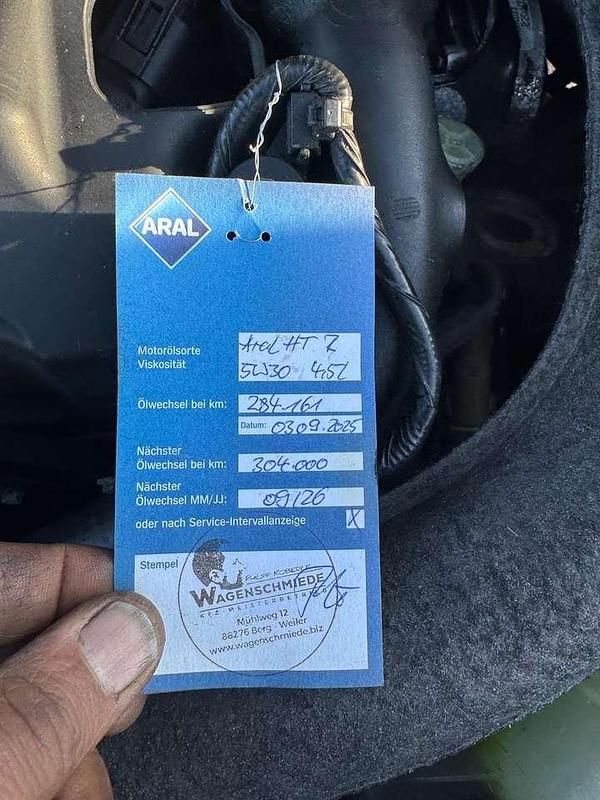 ARAL
Motorölsorte
Aral HT Z
Viskosität
5W30 4,5l
Ölwechsel bei km:
284.161
Datum: 03.09.2025
Nächster
Ölwechsel bei km:
304.000
Nächster
Ölwechsel MM/JJ:
09/26
oder nach Service-Intervallanzeige
X
Stempel
WAGENSCHMIEDE
KFZ-MEISTERBETRIEB
Mühlweg 12
88276 Berg - Weiler
www.wagenschmiede.biz